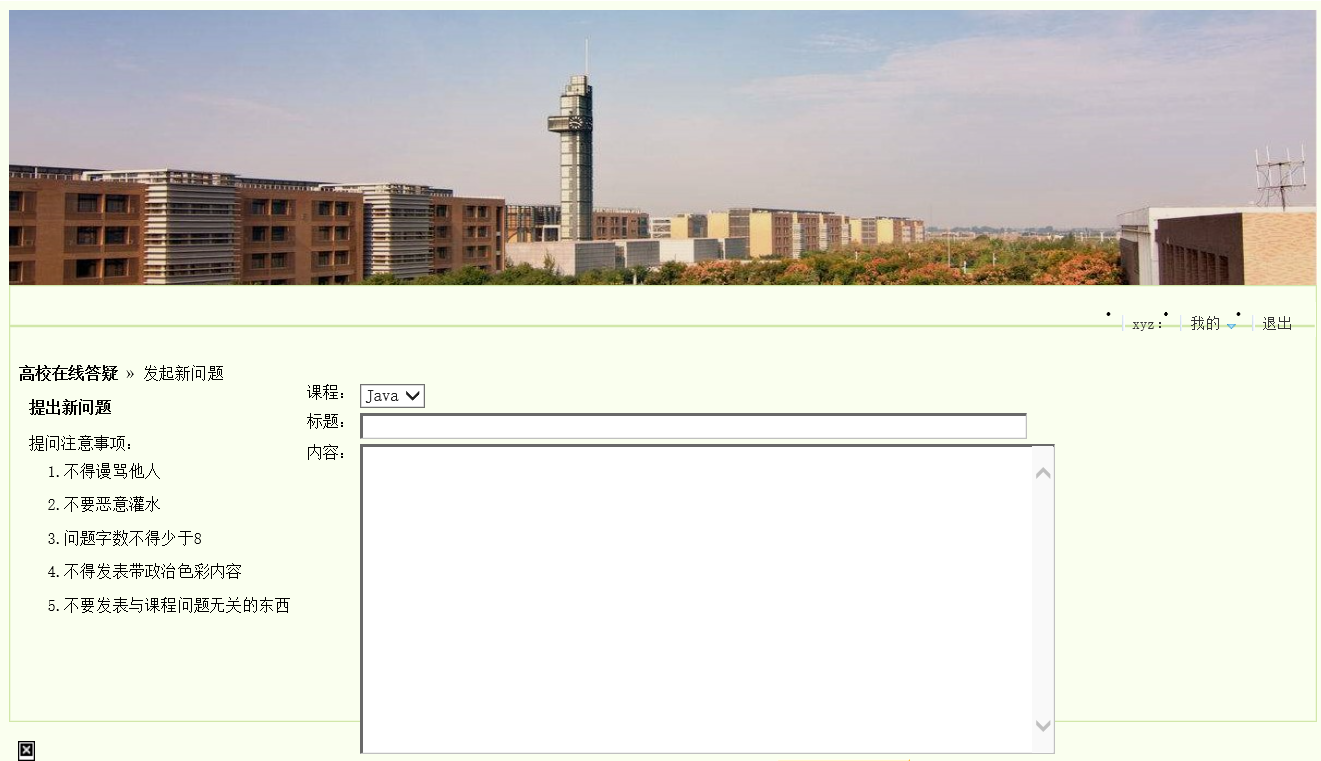 xyz: 我的 退出
高校在线答疑 » 发起新问题
提出新问题
提问注意事项:
1. 不得谩骂他人
2. 不要恶意灌水
3. 问题字数不得少于8
4. 不得发表带政治色彩内容
5. 不要发表与课程问题无关的东西
课程: Java
标题:
内容: